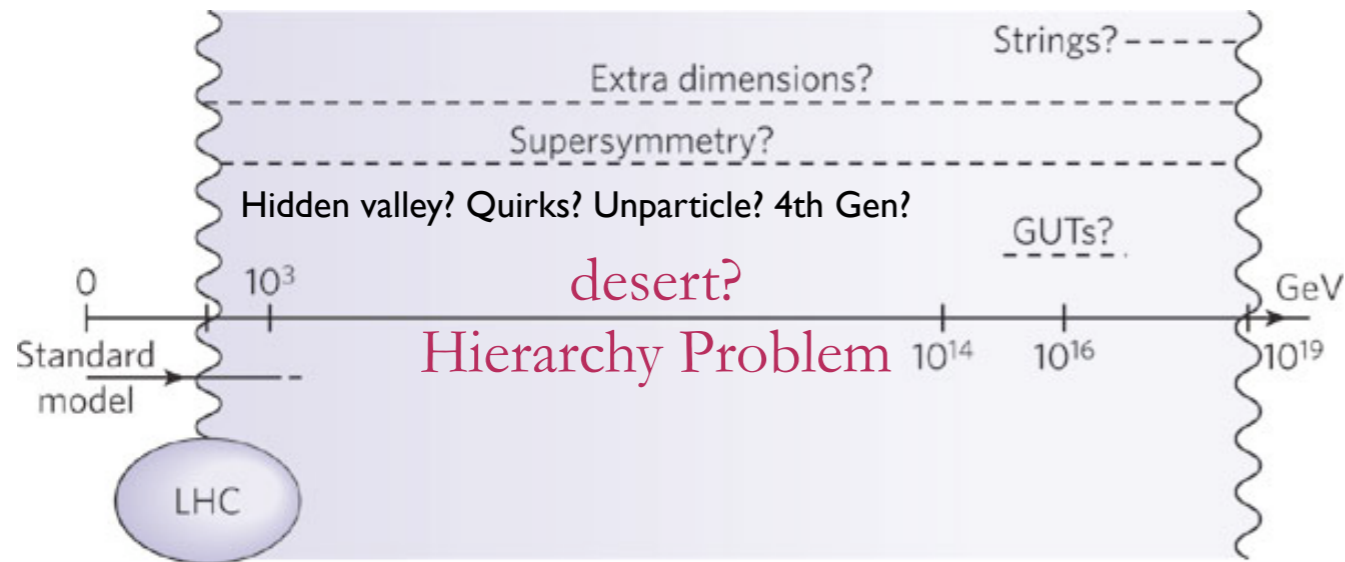 Strings?
Extra dimensions?
Supersymmetry?
Hidden valley? Quirks? Unparticle? 4th Gen?
GUTs?
desert?
0
10³
GeV
Hierarchy Problem
10¹⁴
10¹⁶
10¹⁹
Standard
model
LHC